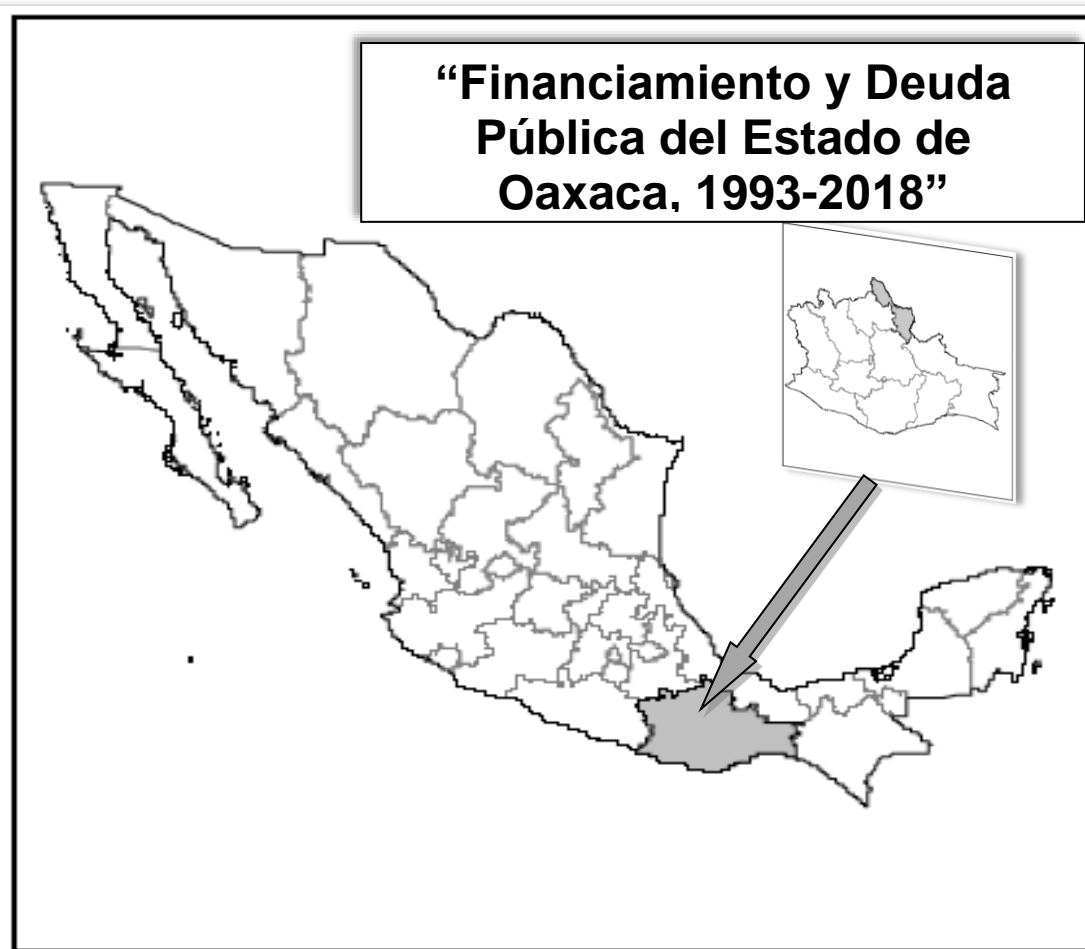 “Financiamiento y Deuda
Pública del Estado de
Oaxaca, 1993-2018”